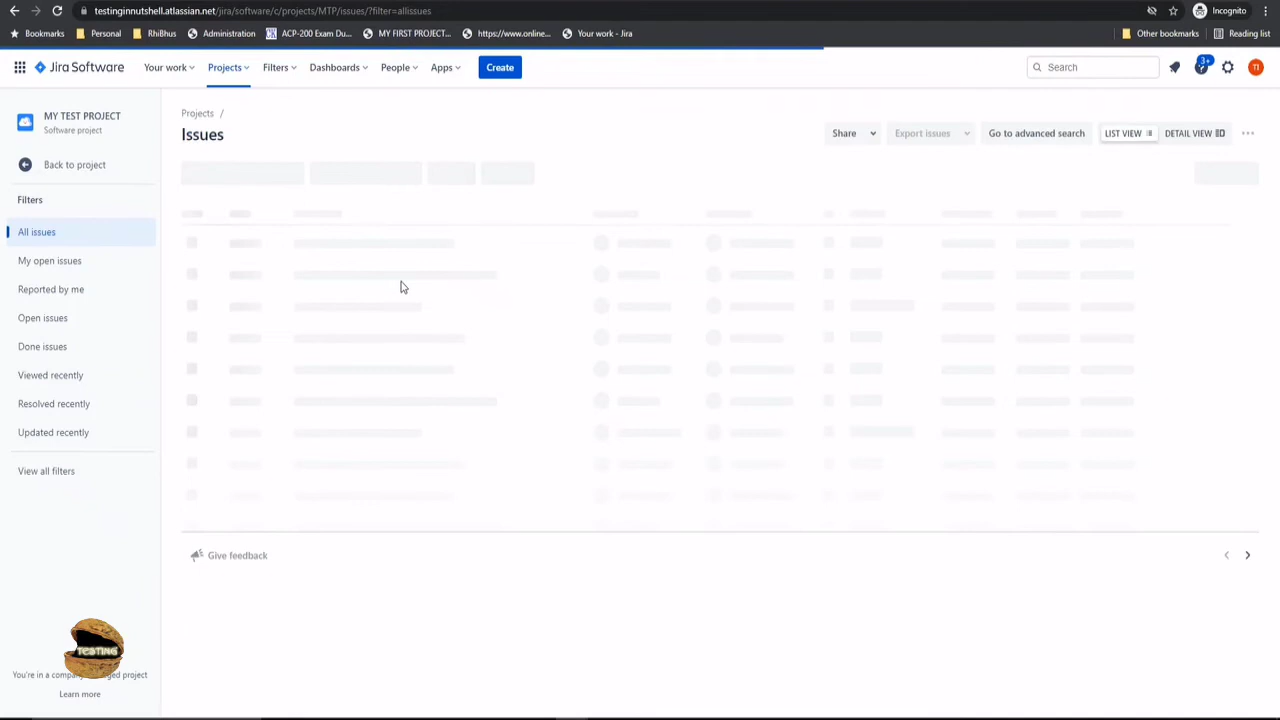 testinginnutshell.atlassian.net/jira/software/c/projects/MTP/issues/?filter=allissues
Incognito
Bookmarks Personal RhiBhus Administration ACP-200 Exam Du... MY FIRST PROJECT... https://www.online... Your work - Jira Other bookmarks Reading list
Jira Software Your work Projects Filters Dashboards People Apps Create Search 3+ TI
MY TEST PROJECT
Software project
Back to project
Filters
All issues
My open issues
Reported by me
Open issues
Done issues
Viewed recently
Resolved recently
Updated recently
View all filters
TESTING
You're in a company-managed project
Learn more
Projects /
Issues
Share Export issues Go to advanced search LIST VIEW DETAIL VIEW
Give feedback